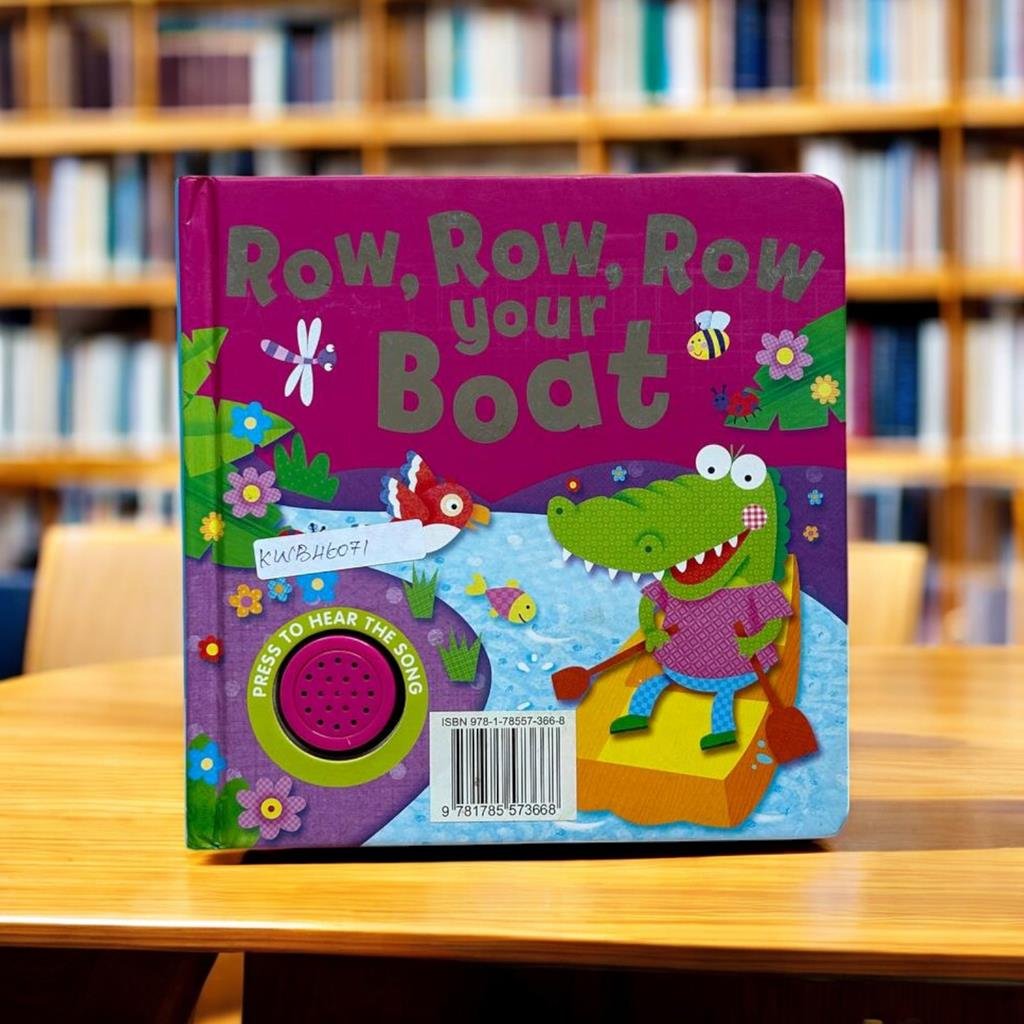 Row, Row, Row
your
Boat
KWB46071
PRESS TO HEAR THE SONG
ISBN 978-1-78557-366-8
9 781785 573668